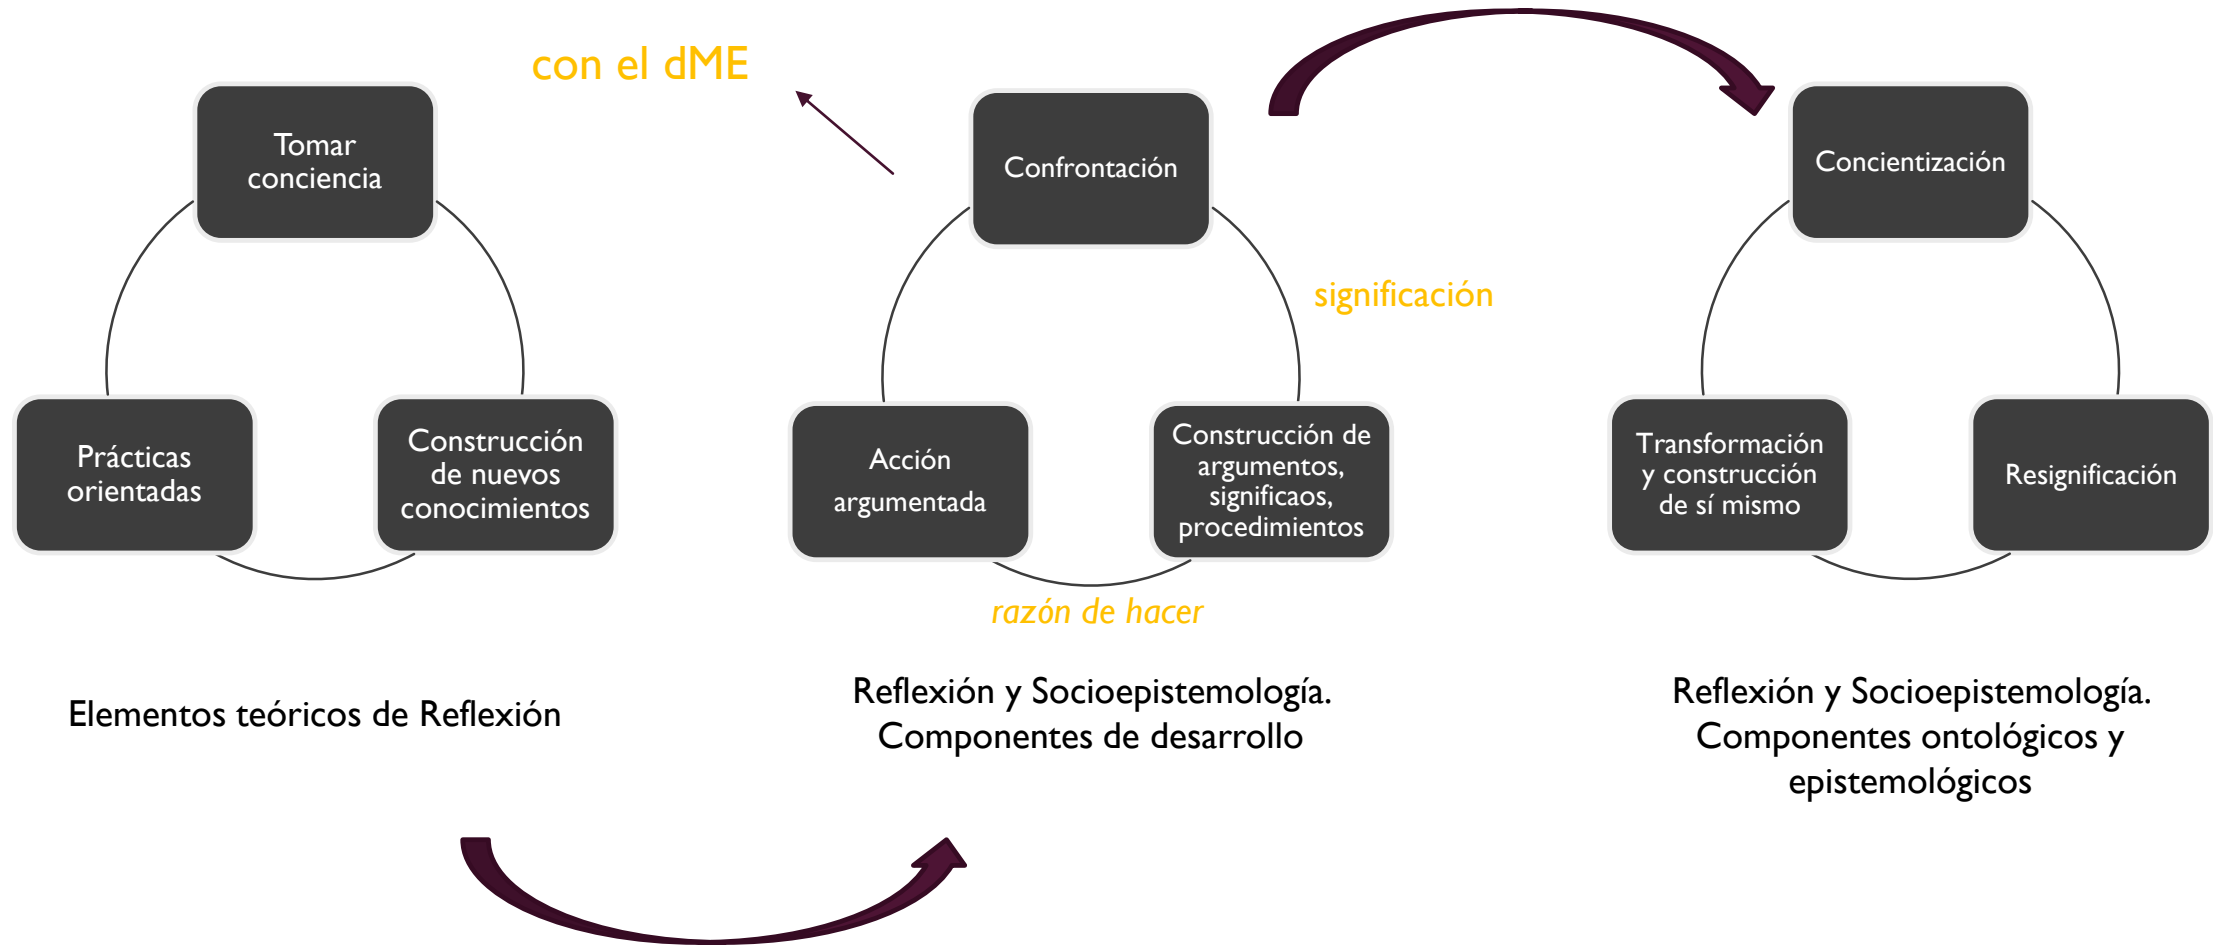 con el dME
Tomar
conciencia
Construcción
de nuevos
conocimientos
Prácticas
orientadas
Elementos teóricos de Reflexión
Confrontación
significación
Construcción de
argumentos,
significaos,
procedimientos
Acción
argumentada
razón de hacer
Reflexión y Socioepistemología.
Componentes de desarrollo
Concientización
Resignificación
Transformación
y construcción
de sí mismo
Reflexión y Socioepistemología.
Componentes ontológicos y
epistemológicos